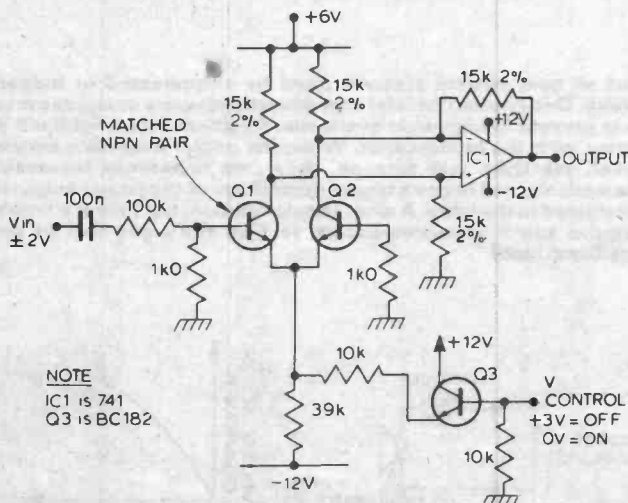 +6V
15k
2%
15k
2%
15k 2%
+12V
MATCHED
NPN PAIR
-
+
IC1
OUTPUT
-12V
Q1
Q2
100n
100k
Vin
±2V
15k
2%
1k0
1k0
+12V
10k
Q3
V
CONTROL
+3V = OFF
0V = ON
NOTE
IC1 is 741
Q3 is BC182
39k
10k
-12V